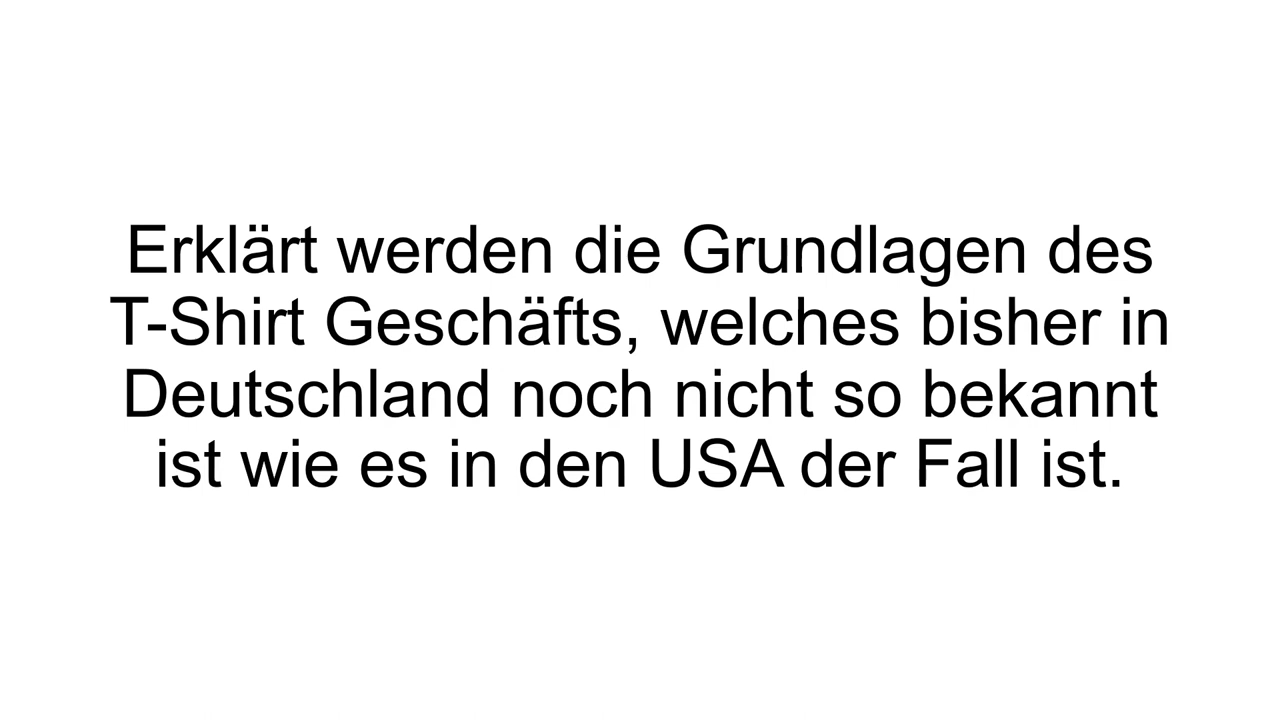 Erklärt werden die Grundlagen des
T-Shirt Geschäfts, welches bisher in
Deutschland noch nicht so bekannt
ist wie es in den USA der Fall ist.